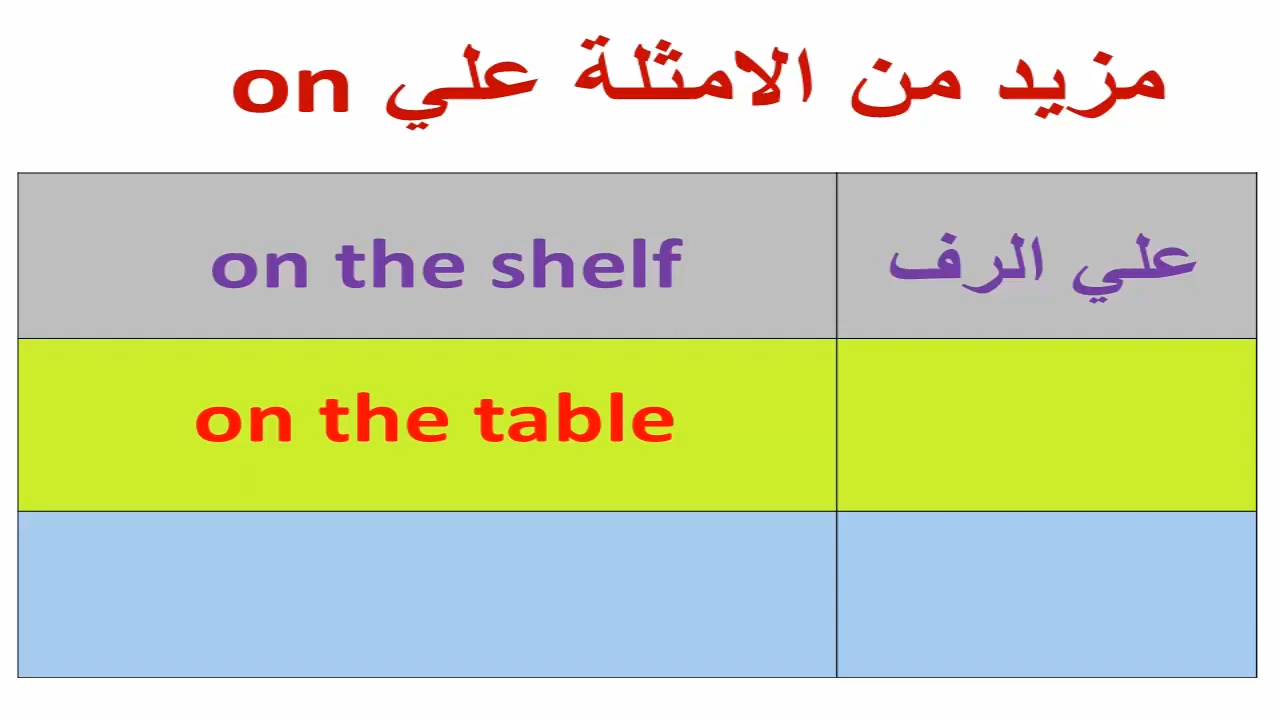 مزيد من الامثلة علي on
on the shelf
علي الرف
on the table